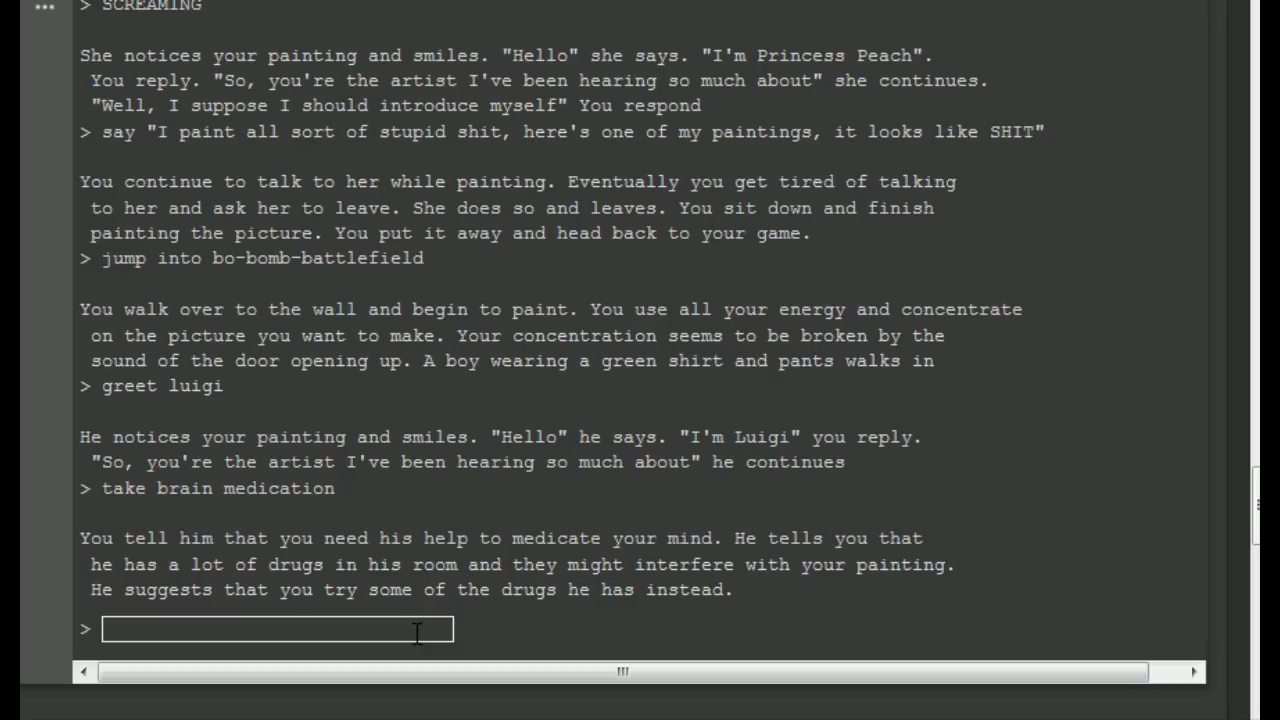 > SCREAMING
She notices your painting and smiles. "Hello" she says. "I'm Princess Peach".
You reply. "So, you're the artist I've been hearing so much about" she continues.
"Well, I suppose I should introduce myself" You respond
> say "I paint all sort of stupid shit, here's one of my paintings, it looks like SHIT"
You continue to talk to her while painting. Eventually you get tired of talking
to her and ask her to leave. She does so and leaves. You sit down and finish
painting the picture. You put it away and head back to your game.
> jump into bo-bomb-battlefield
You walk over to the wall and begin to paint. You use all your energy and concentrate
on the picture you want to make. Your concentration seems to be broken by the
sound of the door opening up. A boy wearing a green shirt and pants walks in
> greet luigi
He notices your painting and smiles. "Hello" he says. "I'm Luigi" you reply.
"So, you're the artist I've been hearing so much about" he continues
> take brain medication
You tell him that you need his help to medicate your mind. He tells you that
he has a lot of drugs in his room and they might interfere with your painting.
He suggests that you try some of the drugs he has instead.
>